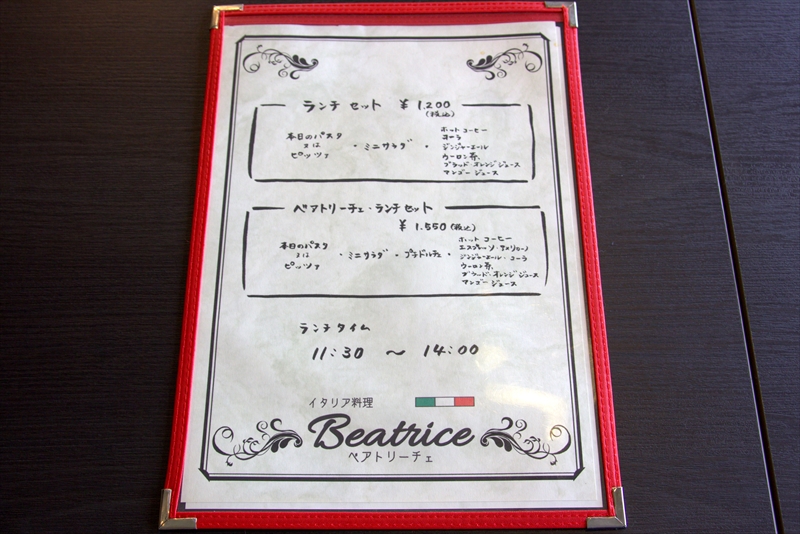 ランチ セット ¥1.200
(税込)
本日のパスタ
又は
ピッツァ
・ミニサラダ・
ホットコーヒー
コーラ
ジンジャーエール
ウーロン茶
ブラッド・オレンジジュース
マンゴージュース
ベアトリーチェ・ランチセット
¥1.550(税込)
本日のパスタ
又は
ピッツァ
・ミニサラダ・プチドルチェ・
ホットコーヒー
エスプレッソ・アメリカーノ
ジンジャーエール・コーラ
ウーロン茶
ブラッド・オレンジジュース
マンゴージュース
ランチタイム
11:30 〜 14:00
イタリア料理
Beatrice
ベアトリーチェ